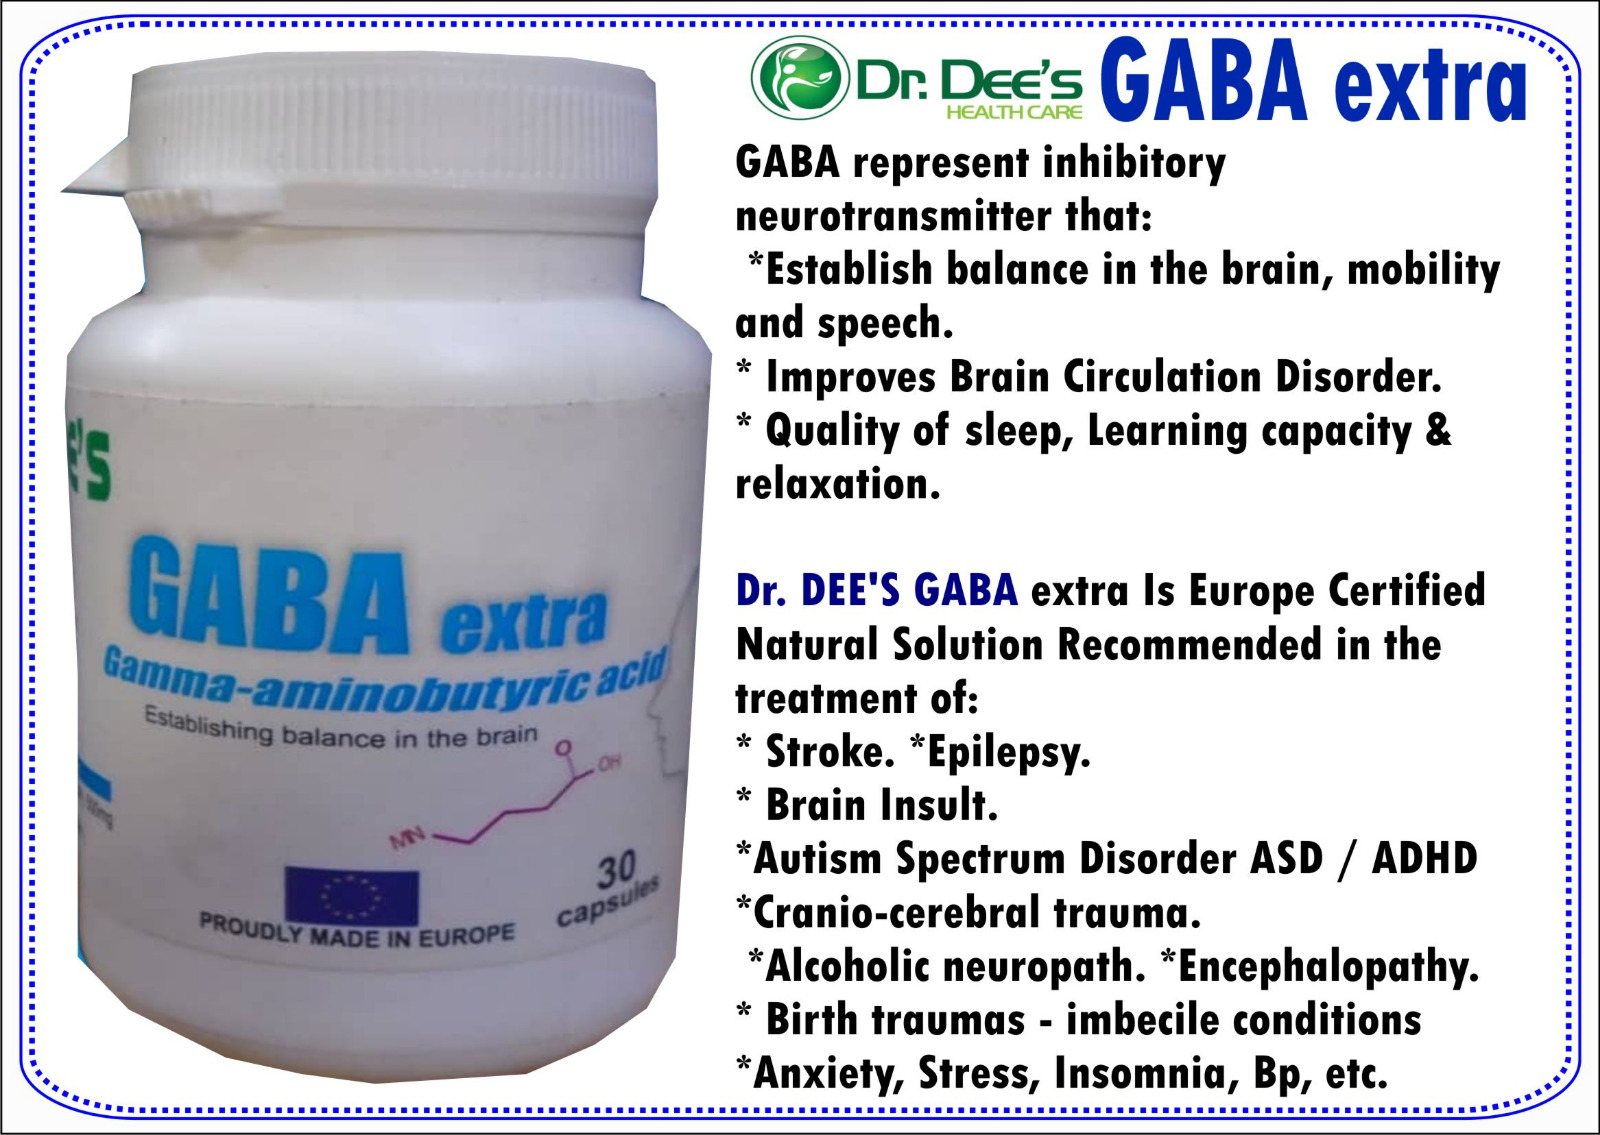 Dr. Dee's GABA extra
HEALTH CARE
GABA represent inhibitory
neurotransmitter that:
*Establish balance in the brain, mobility
and speech.
* Improves Brain Circulation Disorder.
* Quality of sleep, Learning capacity &
relaxation.
Dr. DEE'S GABA extra Is Europe Certified
Natural Solution Recommended in the
treatment of:
* Stroke. *Epilepsy.
* Brain Insult.
*Autism Spectrum Disorder ASD / ADHD
*Cranio-cerebral trauma.
*Alcoholic neuropath. *Encephalopathy.
* Birth traumas - imbecile conditions
*Anxiety, Stress, Insomnia, Bp, etc.
e's
GABA extra
Gamma-aminobutyric acid
Establishing balance in the brain
O
OH
30
capsules
PROUDLY MADE IN EUROPE